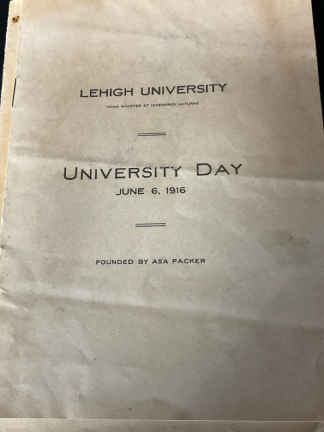 LEHIGH UNIVERSITY
UNIVERSITY DAY
JUNE 6, 1916
FOUNDED BY ASA PACKER